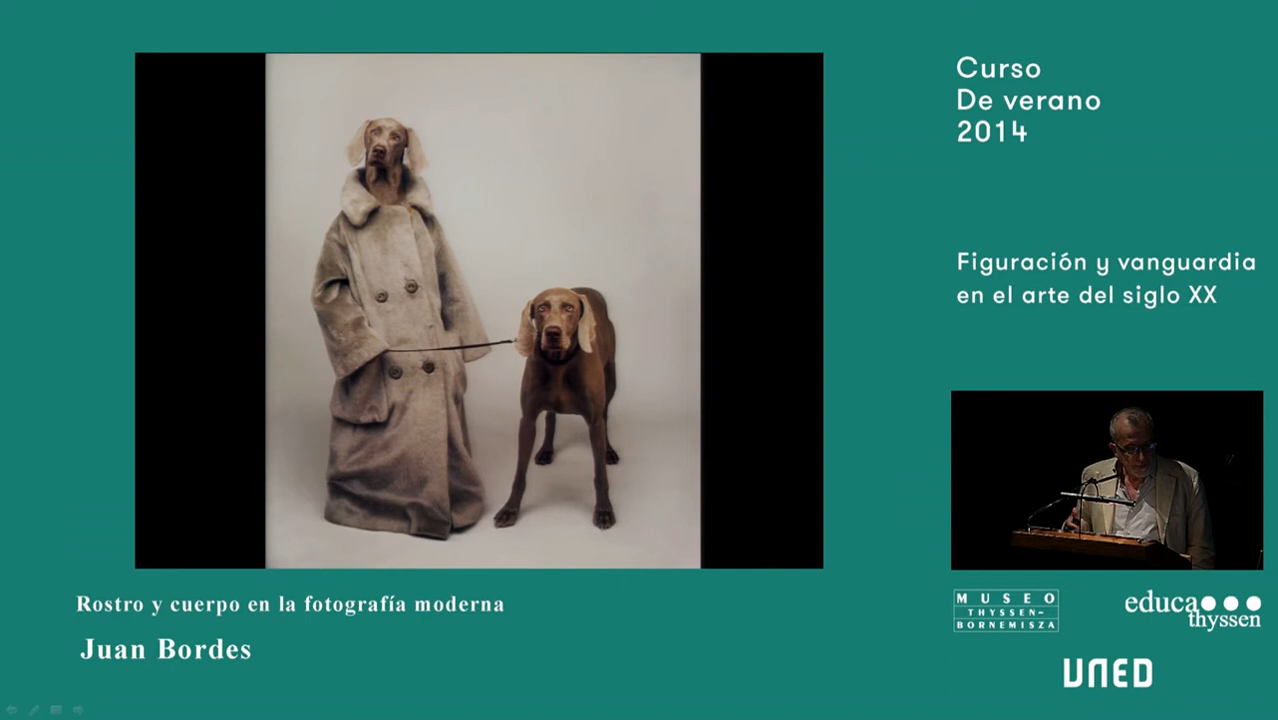 Curso
De verano
2014
Figuración y vanguardia
en el arte del siglo XX
Rostro y cuerpo en la fotografía moderna
Juan Bordes
MUSEO
THYSSEN-
BORNEMISZA
educa
thyssen
UNED